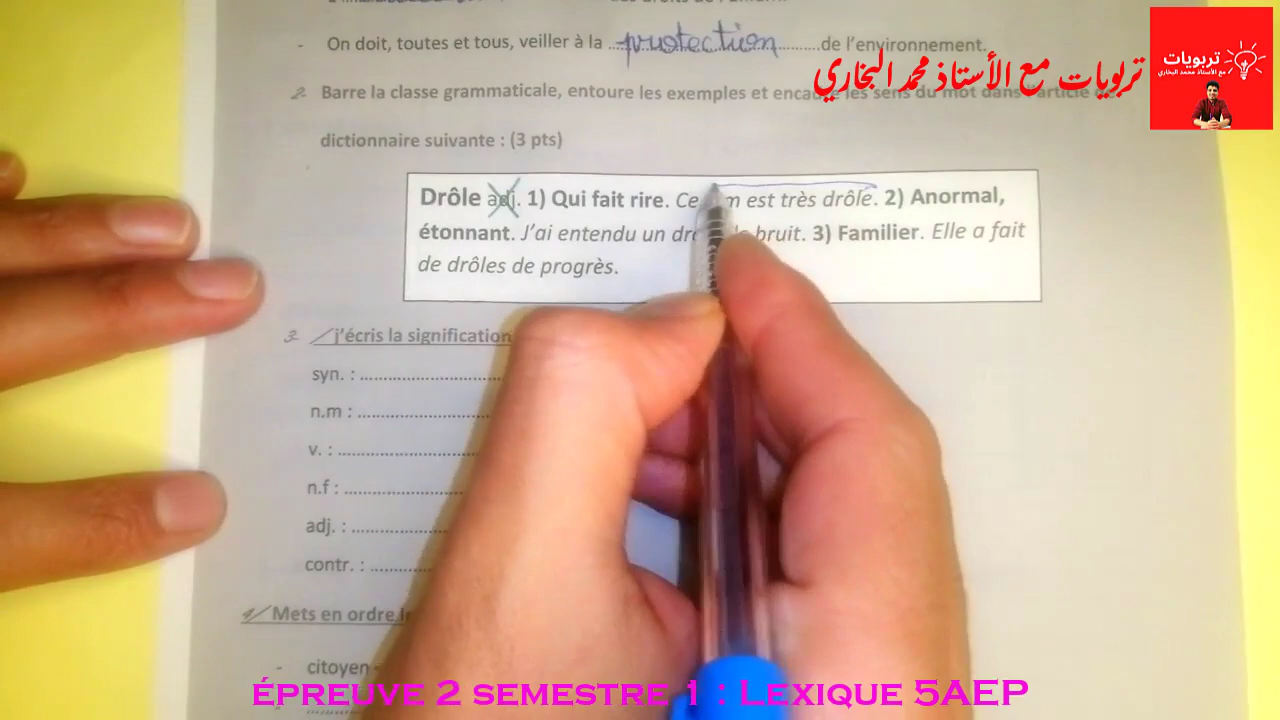 - On doit, toutes et tous, veiller à la ...protection...de l'environnement.
تربويات
مع الأستاذ محمد البخاري
تربويات مع الأستاذ محمد البخاري
2. Barre la classe grammaticale, entoure les exemples et les sens du mot dans
dictionnaire suivante : (3 pts)
Drôle adj. 1) Qui fait rire. Ce est très drôle. 2) Anormal,
étonnant. J'ai entendu un bruit. 3) Familier. Elle a fait
de drôles de progrès.
3 / j'écris la signification
syn. : ..........
n.m : ..........
v. : ..........
n.f : ..........
adj. : ..........
contr. : ..........
4/ Mets en ordre
- citoyen
épreuve 2 semestre 1 : Lexique 5AEP